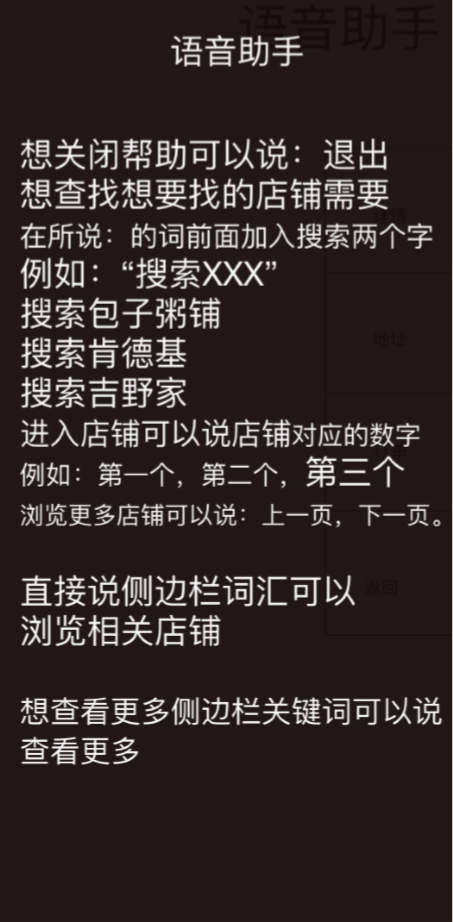 语音助手
语音助手
想关闭帮助可以说：退出
想查找想要找的店铺需要
在所说：的词前面加入搜索两个字
例如：“搜索XXX”
搜索包子粥铺
搜索肯德基
搜索吉野家
地址
进入店铺可以说店铺对应的数字
例如：第一个，第二个，第三个
浏览更多店铺可以说：上一页，下一页。
直接说侧边栏词汇可以
返回
浏览相关店铺
想查看更多侧边栏关键词可以说
查看更多